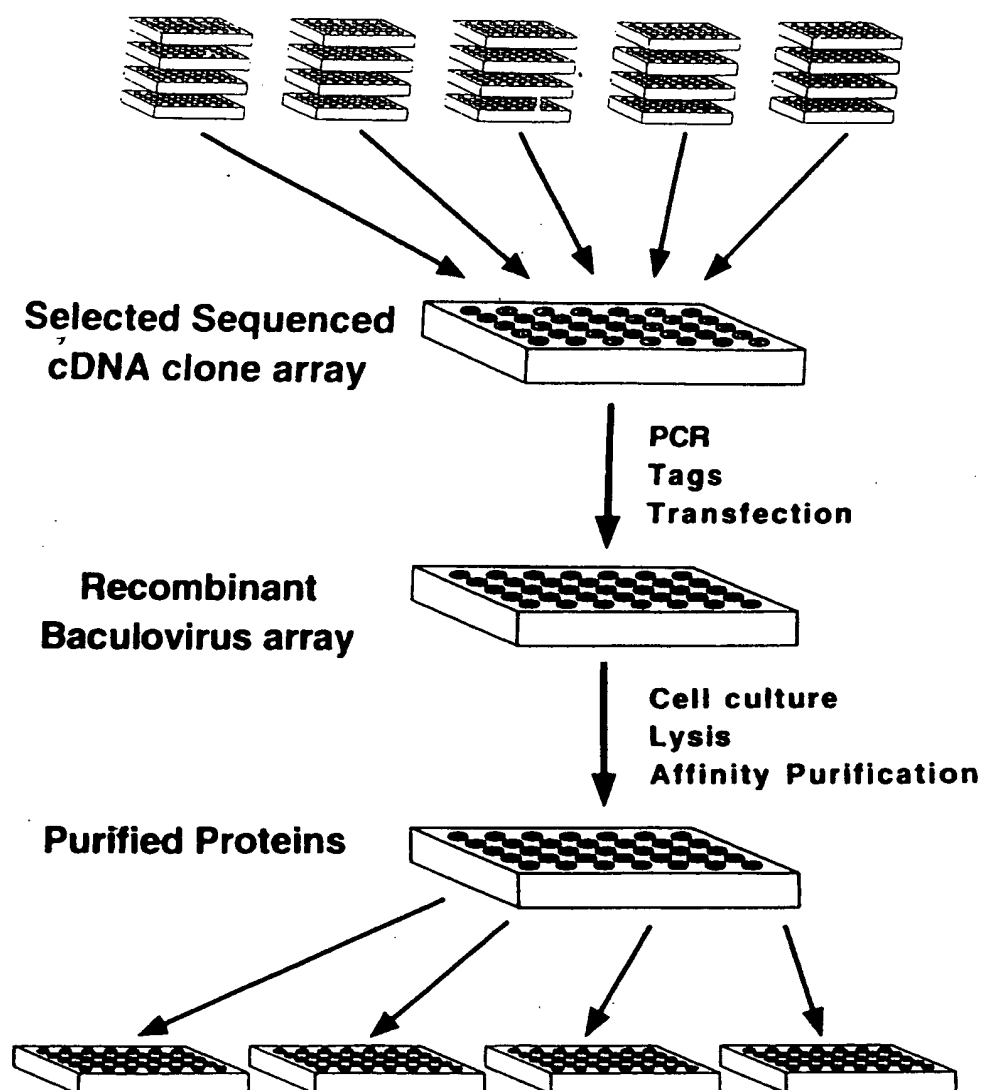 Selected Sequenced
cDNA clone array
PCR
Tags
Transfection
Recombinant
Baculovirus array
Cell culture
Lysis
Affinity Purification
Purified Proteins